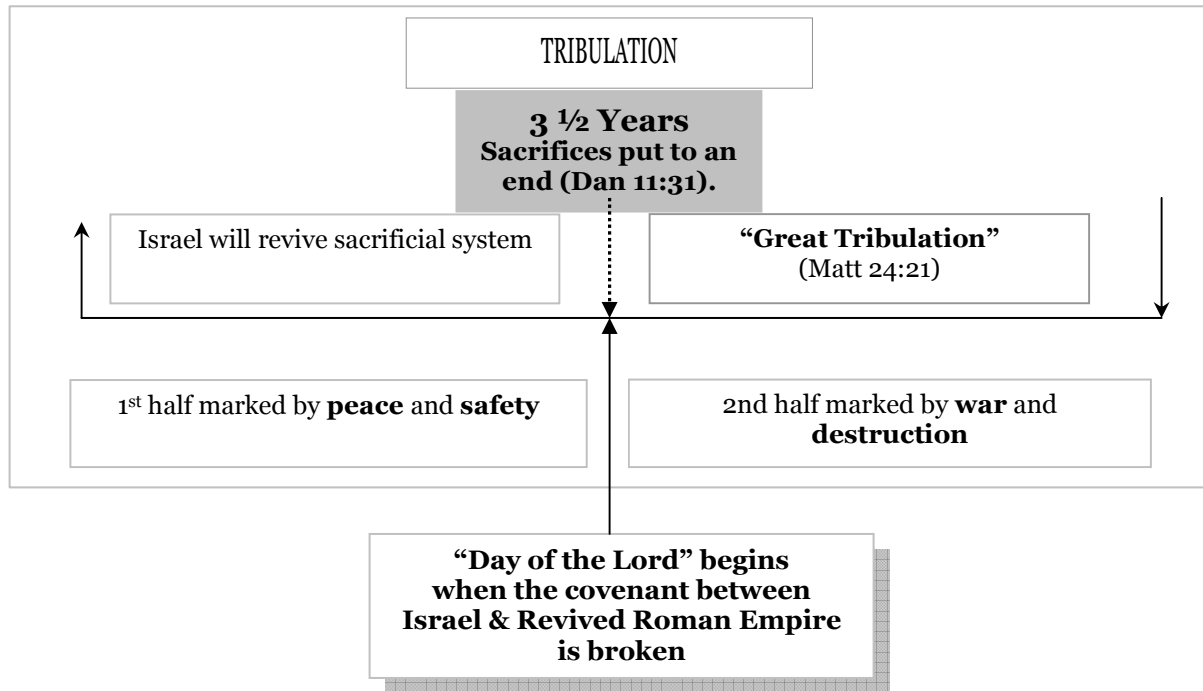 TRIBULATION
3 ½ Years
Sacrifices put to an
end (Dan 11:31).
Israel will revive sacrificial system
“Great Tribulation”
(Matt 24:21)
1st half marked by peace and safety
2nd half marked by war and
destruction
“Day of the Lord” begins
when the covenant between
Israel & Revived Roman Empire
is broken